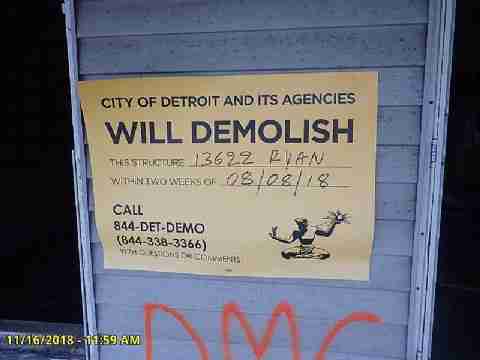 CITY OF DETROIT AND ITS AGENCIES
WILL DEMOLISH
THIS STRUCTURE 13622 RYAN
WITHIN TWO WEEKS OF 08/08/18
CALL
844-DET-DEMO
(844-338-3366)
WITH QUESTIONS OR COMMENTS
DMC
11/16/2018 - 11:59 AM